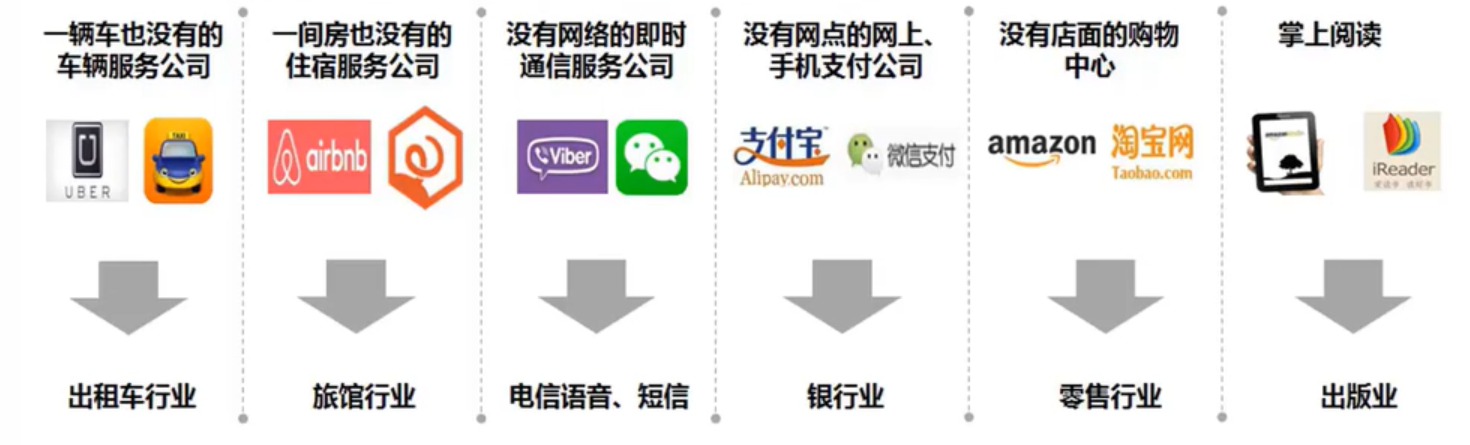 一辆车也没有的
车辆服务公司
UBER
TAXI
出租车行业
一间房也没有的
住宿服务公司
airbnb
旅馆行业
没有网络的即时
通信服务公司
Viber
电信语音、短信
没有网点的网上、
手机支付公司
支付宝
Alipay.com
微信支付
银行业
没有店面的购物
中心
amazon
淘宝网
Taobao.com
零售行业
掌上阅读
iReader
出版业